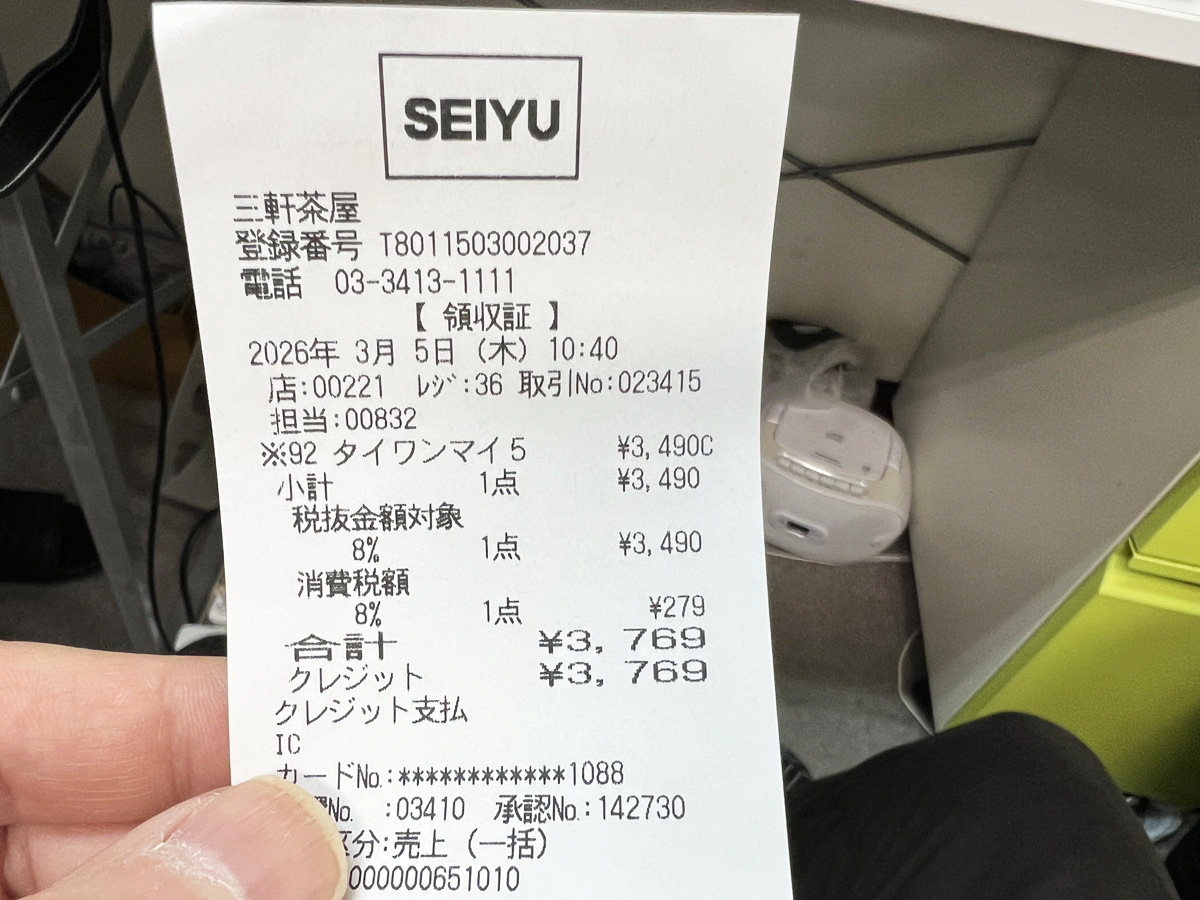 SEIYU
三軒茶屋
登録番号 T8011503002037
電話 03-3413-1111
【 領収証 】
2026年 3月 5日 (木) 10:40
店:00221 ﾚｼﾞ:36 取引No:023415
担当:00832
※92 タイワンマイ5 ¥3,490C
小計 1点 ¥3,490
税抜金額対象
8% 1点 ¥3,490
消費税額
8% 1点 ¥279
合計 ¥3,769
クレジット ¥3,769
クレジット支払
IC
カードNo.:************1088
No. :03410 承認No.:142730
区分:売上 (一括)
000000651010